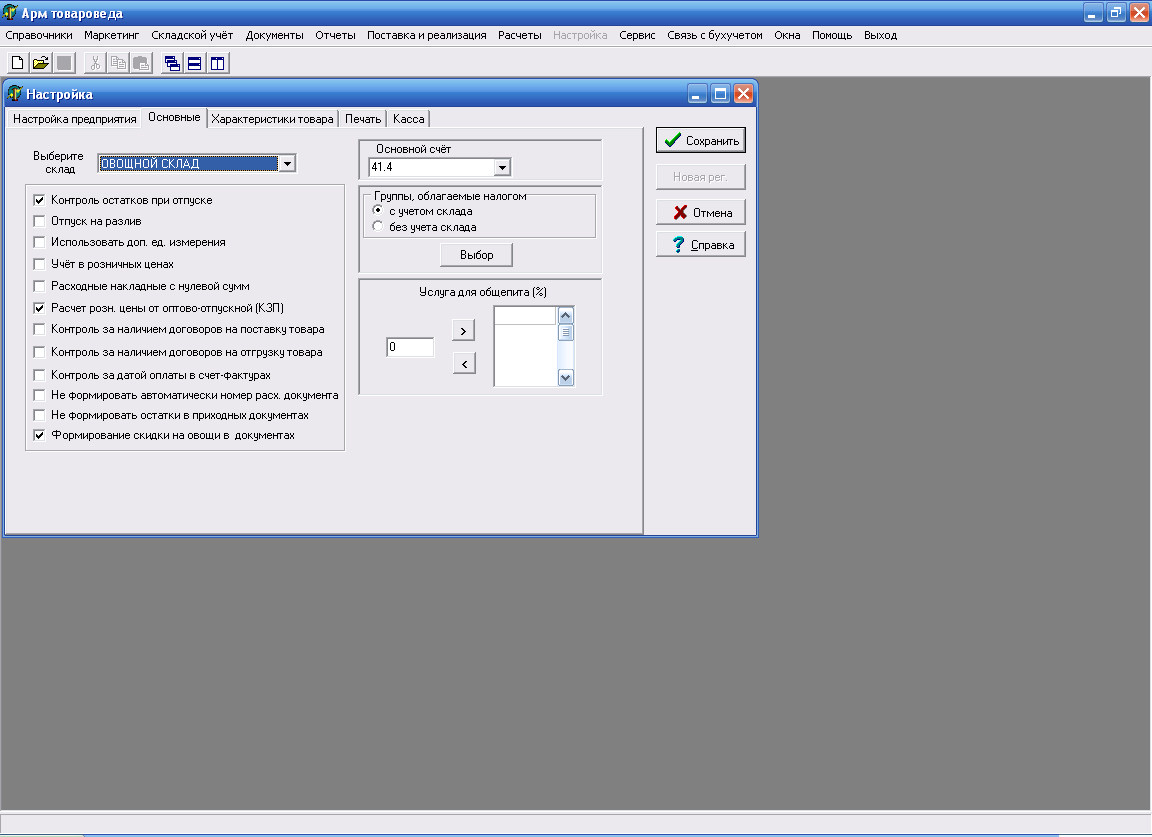 Арм товароведа
Справочники Маркетинг Складской учёт Документы Отчеты Поставка и реализация Расчеты Настройка Сервис Связь с бухучетом Окна Помощь Выход
Настройка
Настройка предприятия Основные Характеристики товара Печать Касса
Выберите
склад
ОВОЩНОЙ СКЛАД
Контроль остатков при отпуске
Отпуск на разлив
Использовать доп. ед. измерения
Учёт в розничных ценах
Расходные накладные с нулевой сумм
Расчет розн. цены от оптово-отпускной (КЗП)
Контроль за наличием договоров на поставку товара
Контроль за наличием договоров на отгрузку товара
Контроль за датой оплаты в счет-фактурах
Не формировать автоматически номер расх. документа
Не формировать остатки в приходных документах
Формирование скидки на овощи в документах
Основной счёт
41.4
Группы, облагаемые налогом
с учетом склада
без учета склада
Выбор
Услуга для общепита (%)
0
>
<
Сохранить
Новая рег.
Отмена
Справка